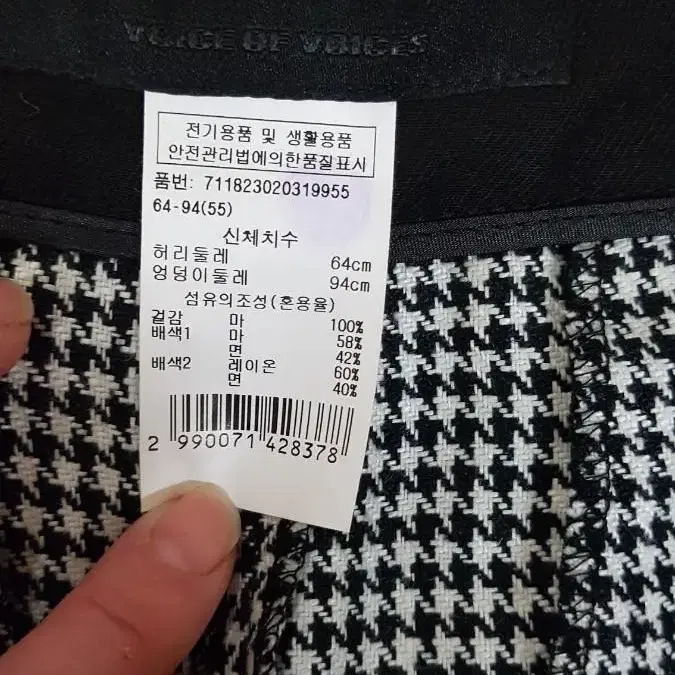 VOICE OF VOICES
전기용품 및 생활용품
안전관리법에의한품질표시
품번: 711823020319955
64-94(55)
신체치수
허리둘레 64cm
엉덩이둘레 94cm
섬유의조성(혼용율)
겉감 마 100%
배색1 마 58%
면 42%
배색2 레이온 60%
면 40%
2 990071 428378